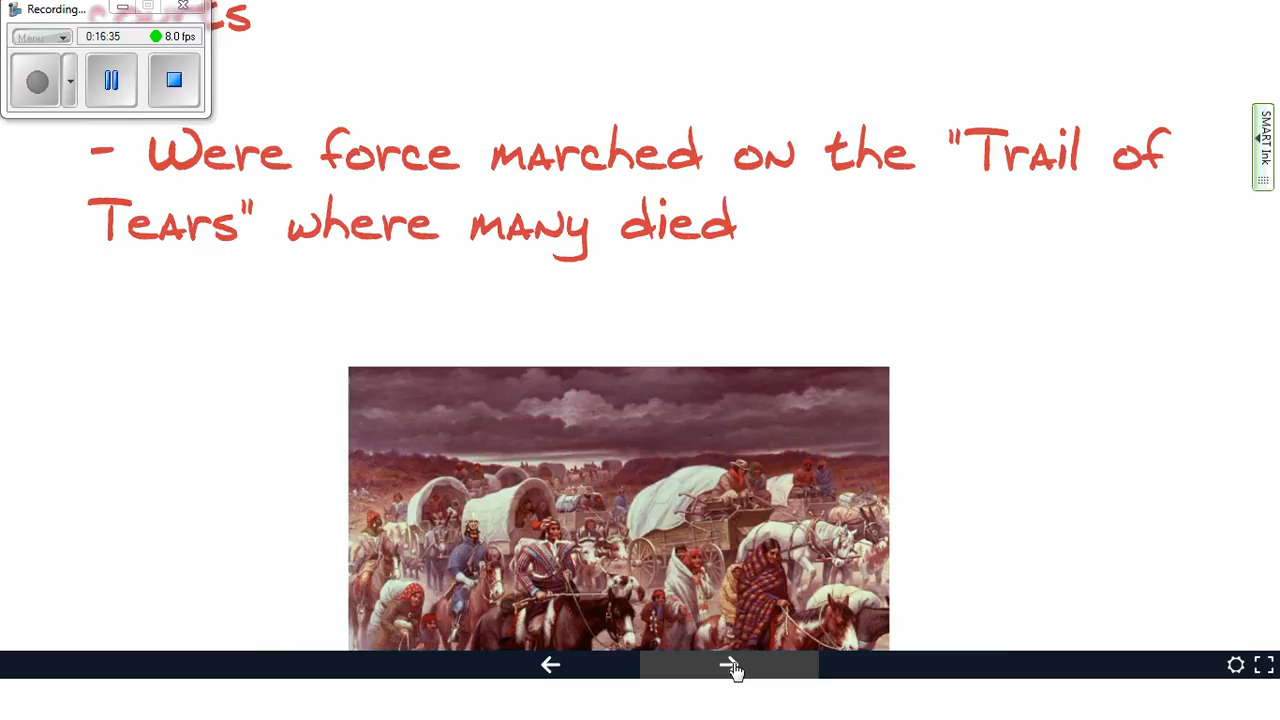 Recording...
Menu
0:16:35
8.0 fps
- Were force marched on the "Trail of
Tears" where many died
SMART Ink